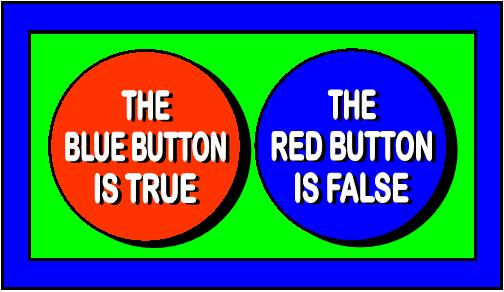 THE
BLUE BUTTON
IS TRUE
THE
RED BUTTON
IS FALSE